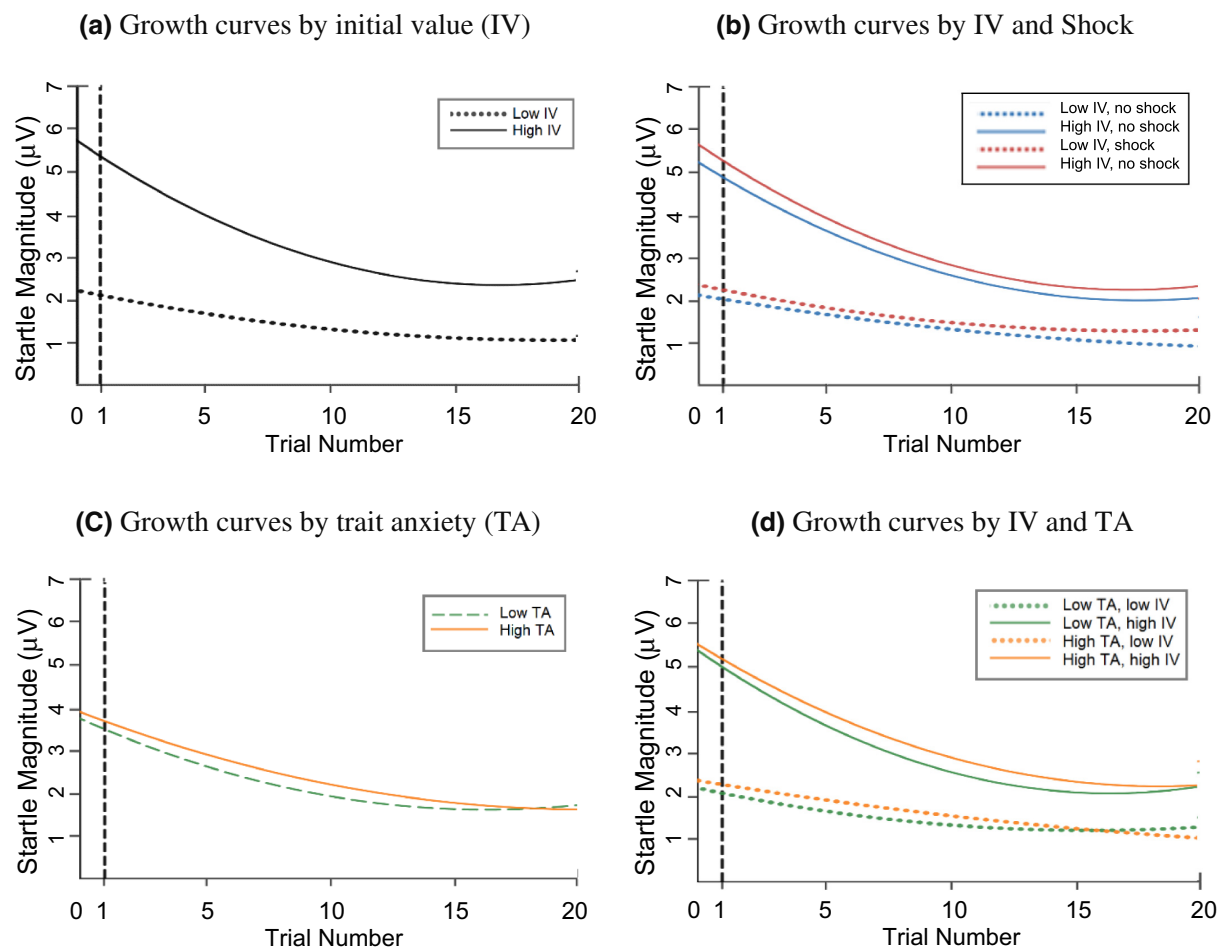 (a) Growth curves by initial value (IV)
Startle Magnitude (μV)
7
6
5
4
3
2
1
Low IV
High IV
0 1 5 10 15 20
Trial Number
(b) Growth curves by IV and Shock
Startle Magnitude (μV)
7
6
5
4
3
2
1
Low IV, no shock
High IV, no shock
Low IV, shock
High IV, no shock
0 1 5 10 15 20
Trial Number
(C) Growth curves by trait anxiety (TA)
Startle Magnitude (μV)
7
6
5
4
3
2
1
Low TA
High TA
0 1 5 10 15 20
Trial Number
(d) Growth curves by IV and TA
Startle Magnitude (μV)
7
6
5
4
3
2
1
Low TA, low IV
Low TA, high IV
High TA, low IV
High TA, high IV
0 1 5 10 15 20
Trial Number